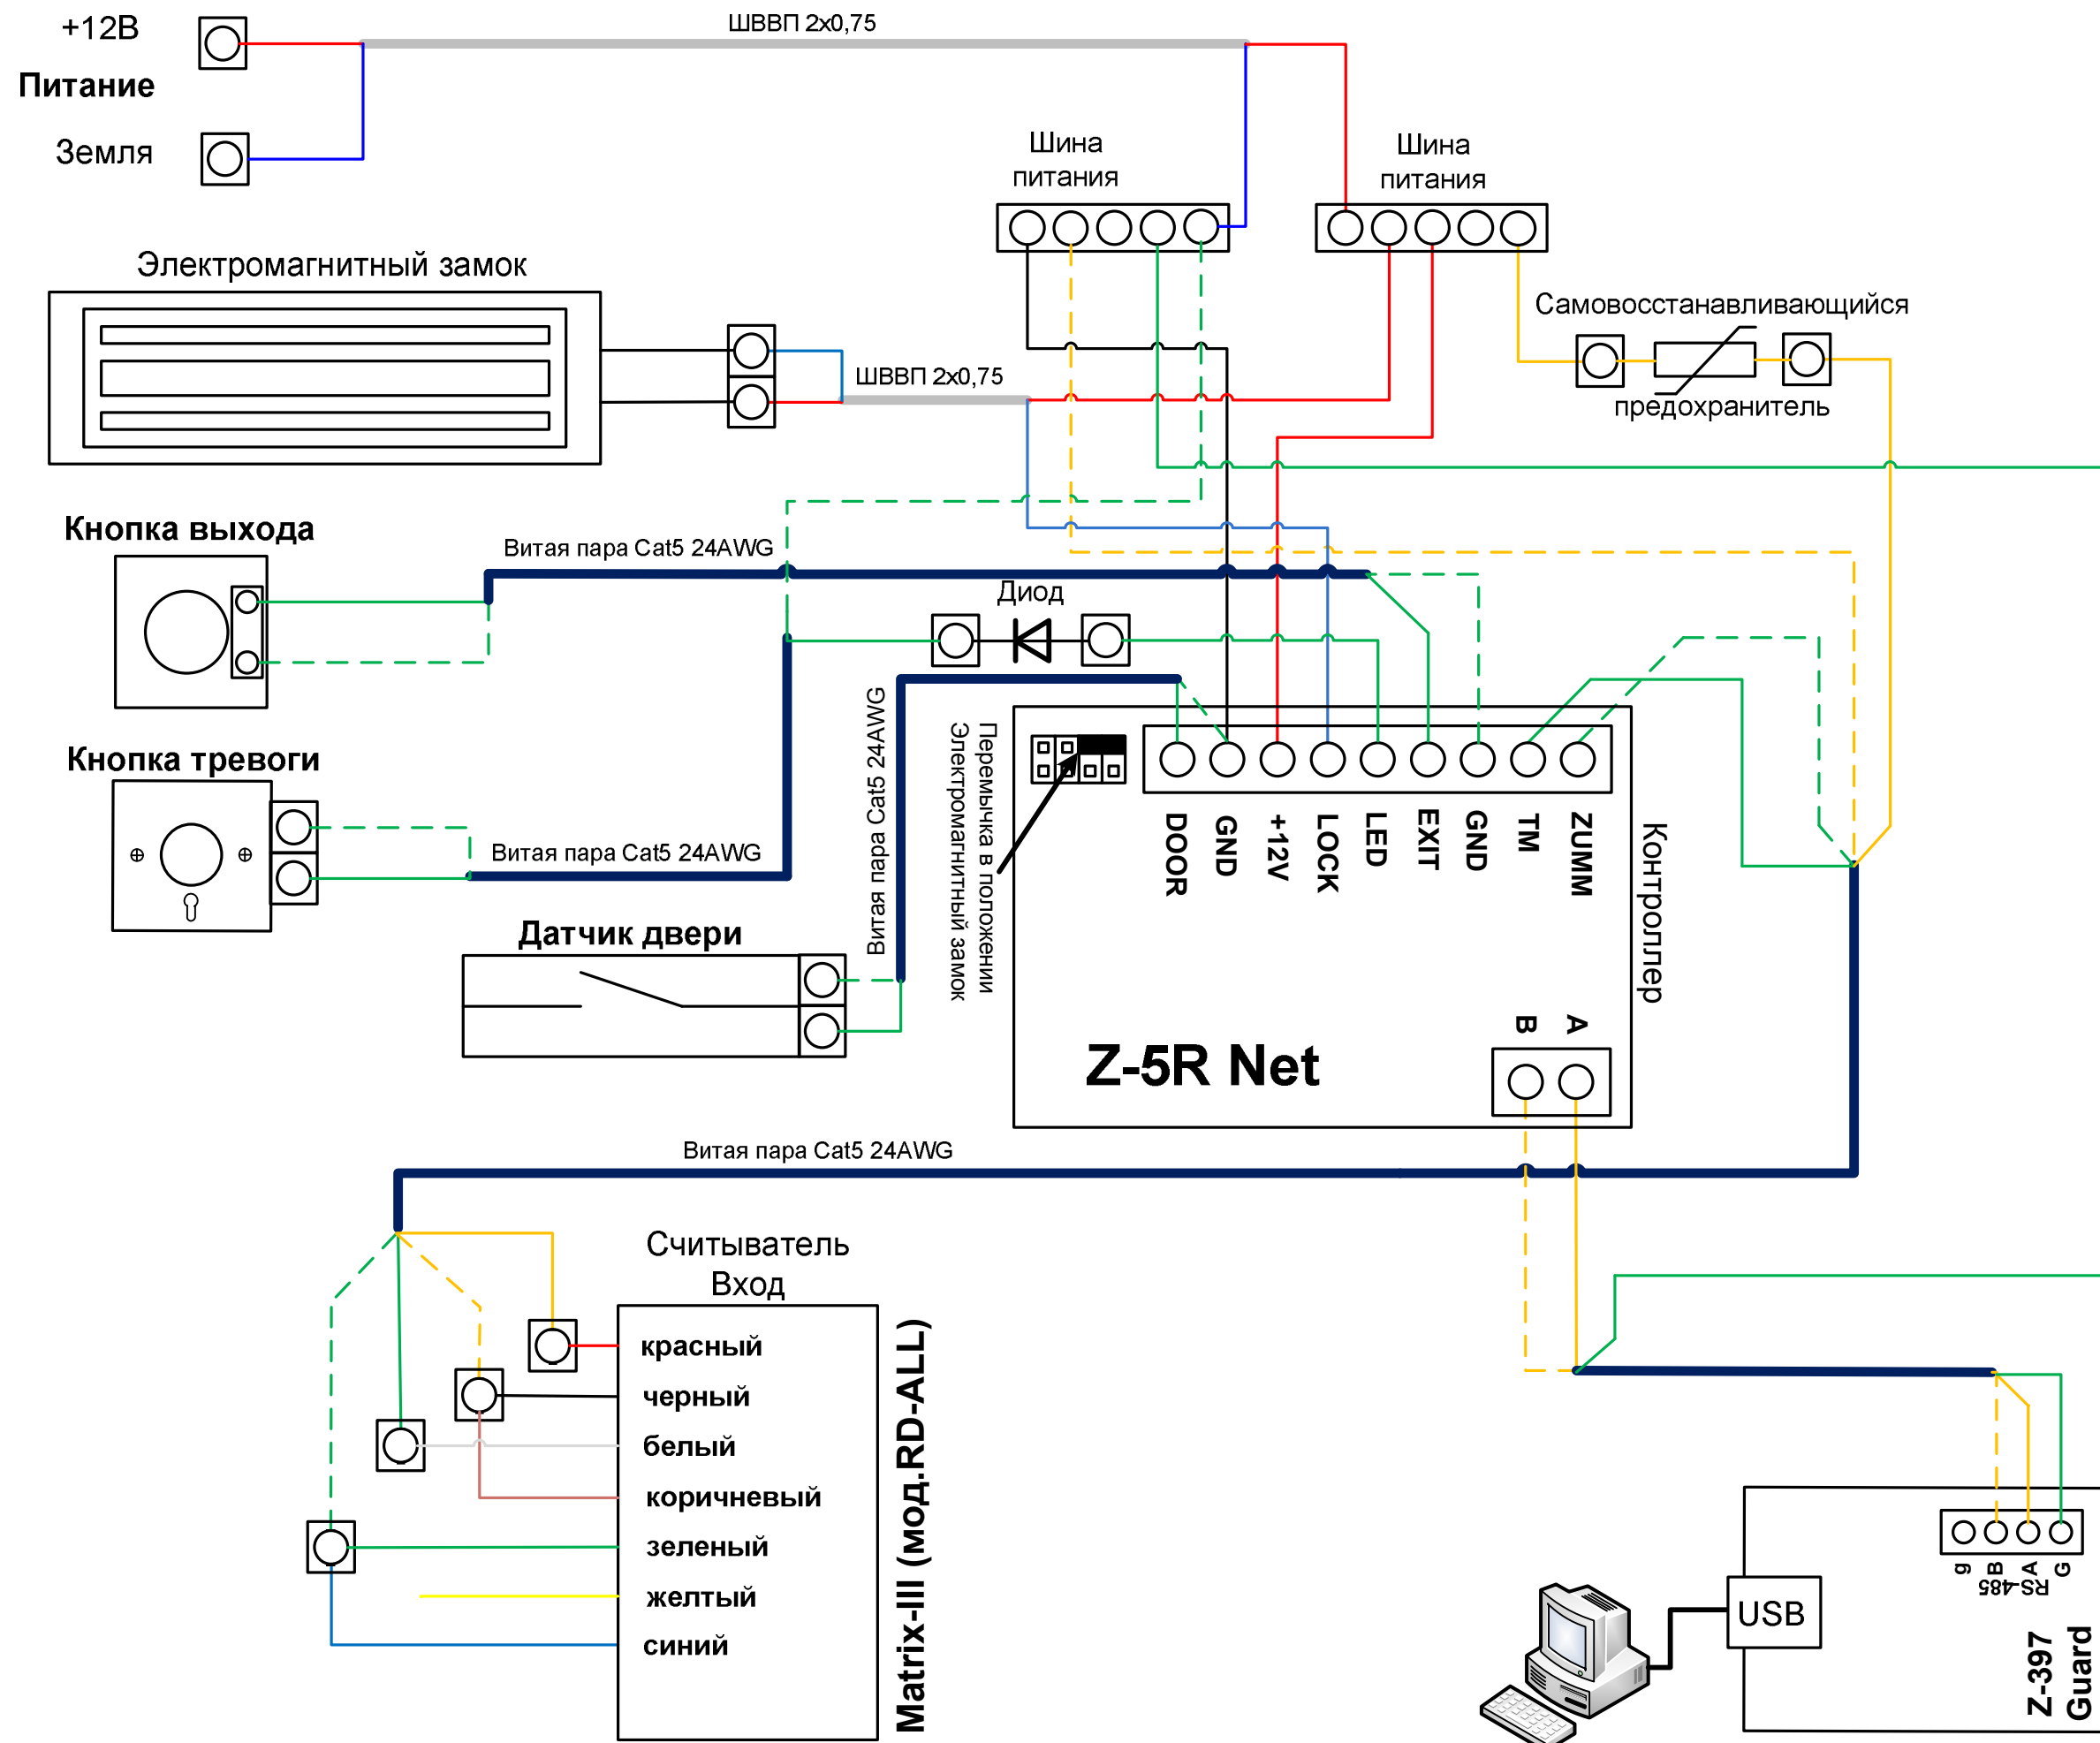 +12В
Питание
Земля
ШВВП 2x0,75
Шина
питания
Шина
питания
Электромагнитный замок
ШВВП 2x0,75
Самовосстанавливающийся
предохранитель
Кнопка выхода
Витая пара Cat5 24AWG
Диод
Кнопка тревоги
Витая пара Cat5 24AWG
Витая пара Cat5 24AWG
Перемычка в положении
Электромагнитный замок
DOOR
GND
+12V
LOCK
LED
EXIT
GND
TM
ZUMM
Контроллер
Датчик двери
B
A
Z-5R Net
Витая пара Cat5 24AWG
Считыватель
Вход
красный
черный
белый
коричневый
зеленый
желтый
синий
Matrix-III (мод.RD-ALL)
g
B
A
G
RS-485
USB
Z-397
Guard